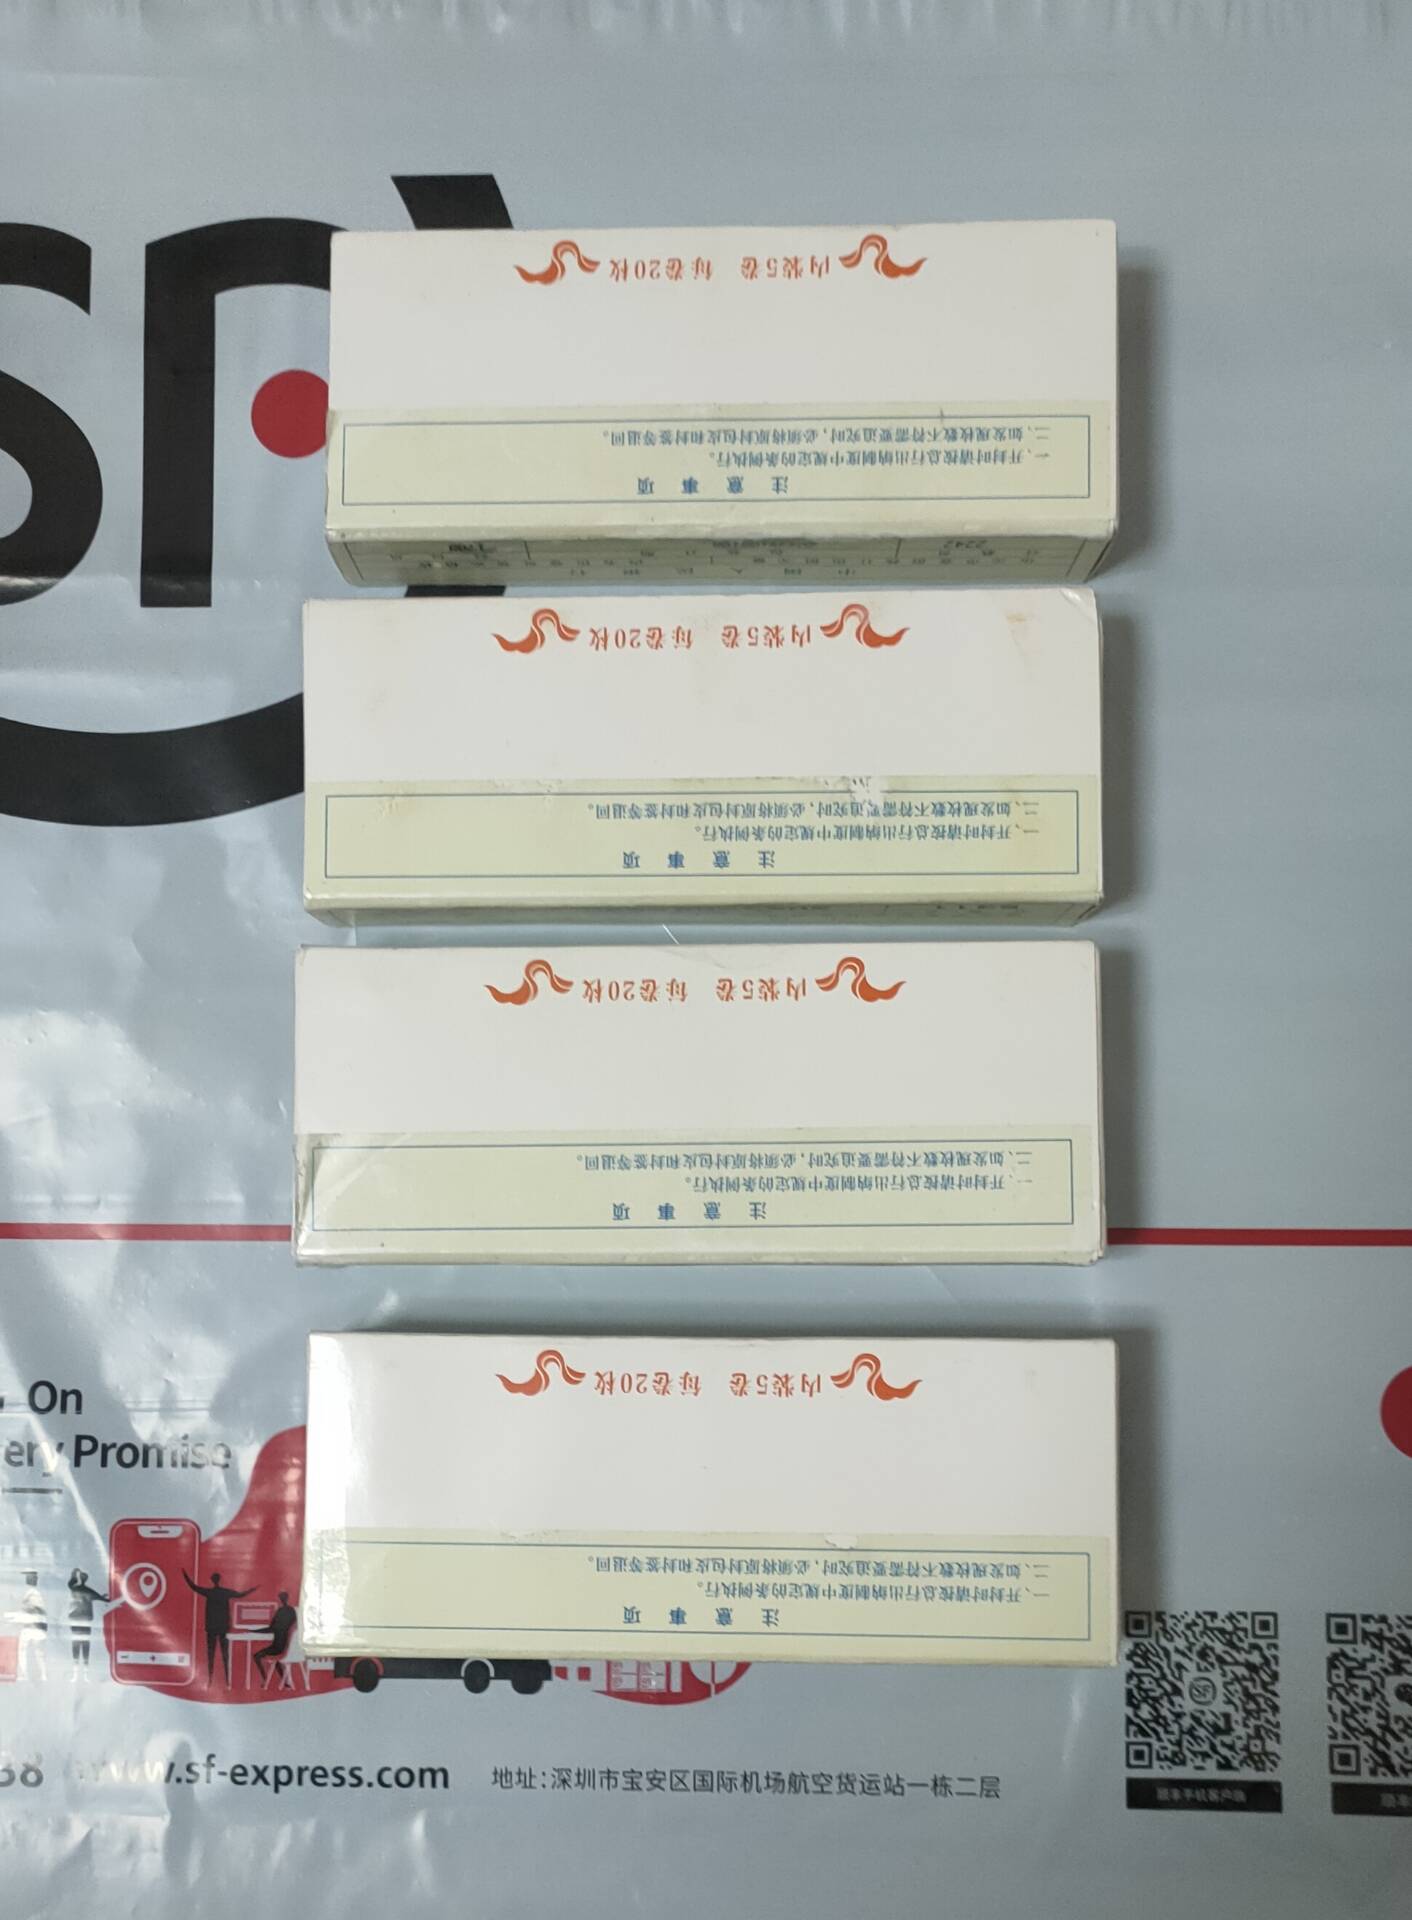 内装5卷 每卷20枚
注意事项
一、开封时请按总行出纳制度中规定的条例执行。
二、如发现枚数不符需要追究时，必须将原封包皮和封签等退回。
2242
内装5卷 每卷20枚
注意事项
一、开封时请按总行出纳制度中规定的条例执行。
二、如发现枚数不符需要追究时，必须将原封包皮和封签等退回。
内装5卷 每卷20枚
注意事项
一、开封时请按总行出纳制度中规定的条例执行。
二、如发现枚数不符需要追究时，必须将原封包皮和封签等退回。
内装5卷 每卷20枚
注意事项
一、开封时请按总行出纳制度中规定的条例执行。
二、如发现枚数不符需要追究时，必须将原封包皮和封签等退回。
On
ery Promise
38 www.sf-express.com 地址：深圳市宝安区国际机场航空货运站一栋二层
顺丰手机客户端
顺丰